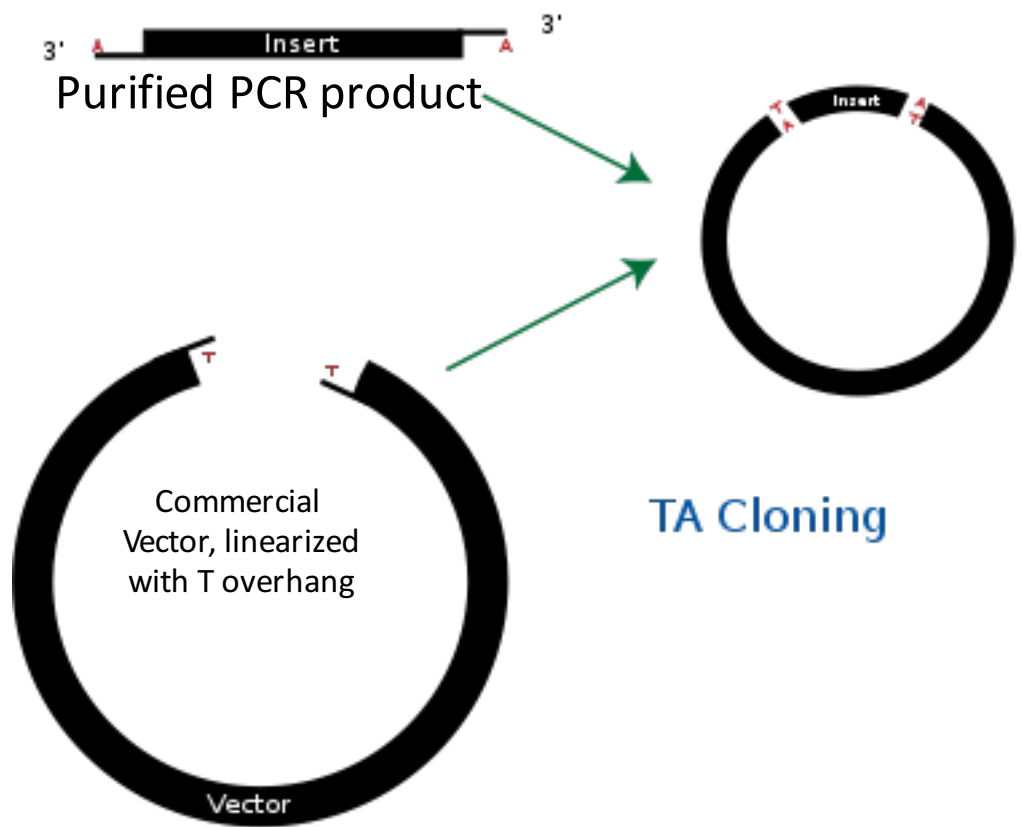 3' A Insert A 3'
Purified PCR product
T A Insert A T
T T
Commercial
Vector, linearized
with T overhang
TA Cloning
Vector